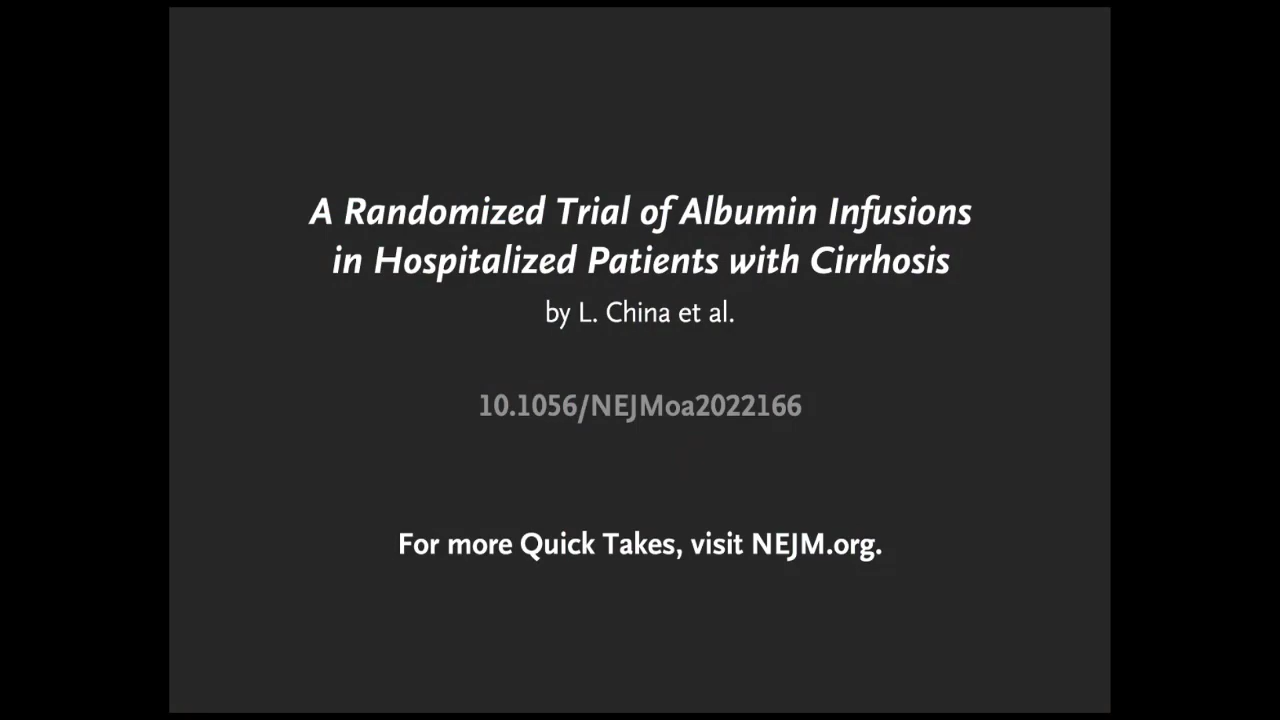 A Randomized Trial of Albumin Infusions
in Hospitalized Patients with Cirrhosis
by L. China et al.
10.1056/NEJMoa2022166
For more Quick Takes, visit NEJM.org.